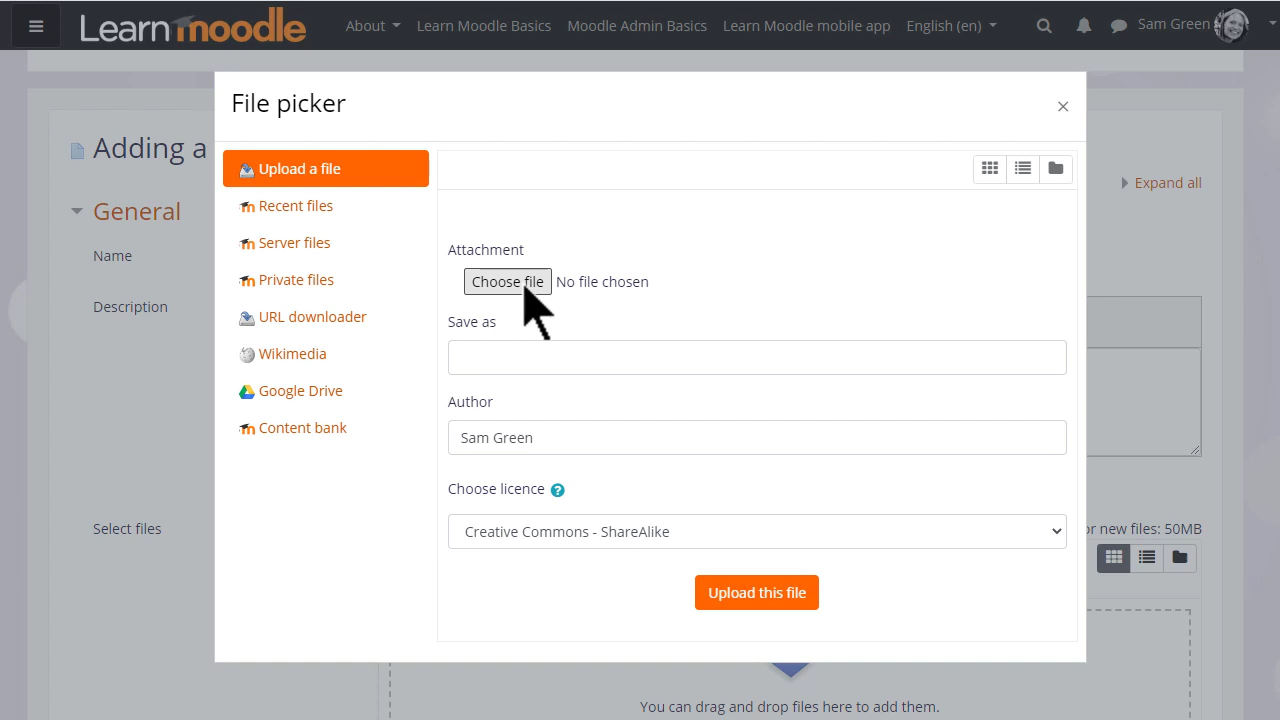 Learn moodle
About
Learn Moodle Basics
Moodle Admin Basics
Learn Moodle mobile app
English (en)
Sam Green
File picker
×
Adding a
Expand all
General
Name
Description
Select files
Upload a file
Recent files
Server files
Private files
URL downloader
Wikimedia
Google Drive
Content bank
Attachment
Choose file No file chosen
Save as
Author
Sam Green
Choose licence ?
Creative Commons - ShareAlike
Upload this file
or new files: 50MB
You can drag and drop files here to add them.